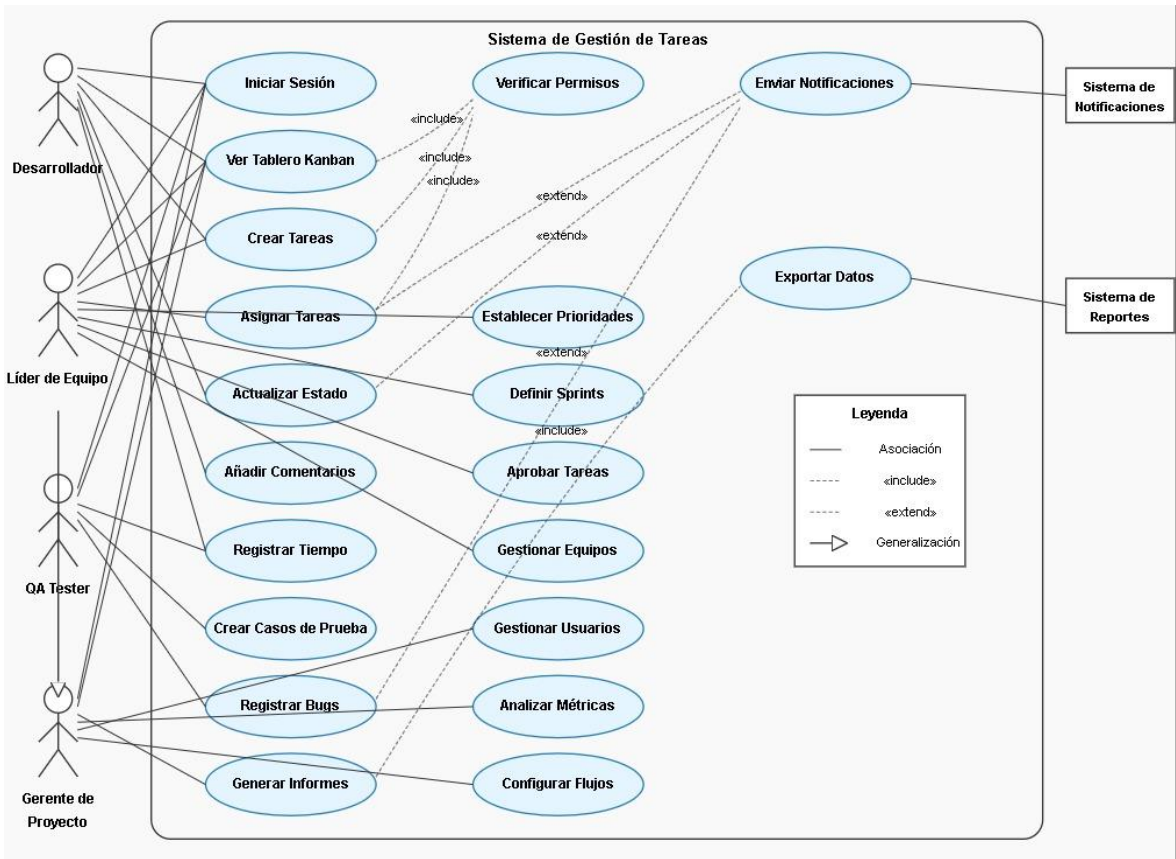 Sistema de Gestión de Tareas
Desarrollador
Líder de Equipo
QA Tester
Gerente de
Proyecto
Iniciar Sesión
Ver Tablero Kanban
Crear Tareas
Asignar Tareas
Actualizar Estado
Añadir Comentarios
Registrar Tiempo
Crear Casos de Prueba
Registrar Bugs
Generar Informes
Verificar Permisos
«include»
«include»
«include»
Establecer Prioridades
«extend»
Definir Sprints
«include»
Aprobar Tareas
Gestionar Equipos
Gestionar Usuarios
Analizar Métricas
Configurar Flujos
«extend»
«extend»
Enviar Notificaciones
Exportar Datos
Sistema de
Notificaciones
Sistema de
Reportes
Leyenda
Asociación
«include»
«extend»
Generalización